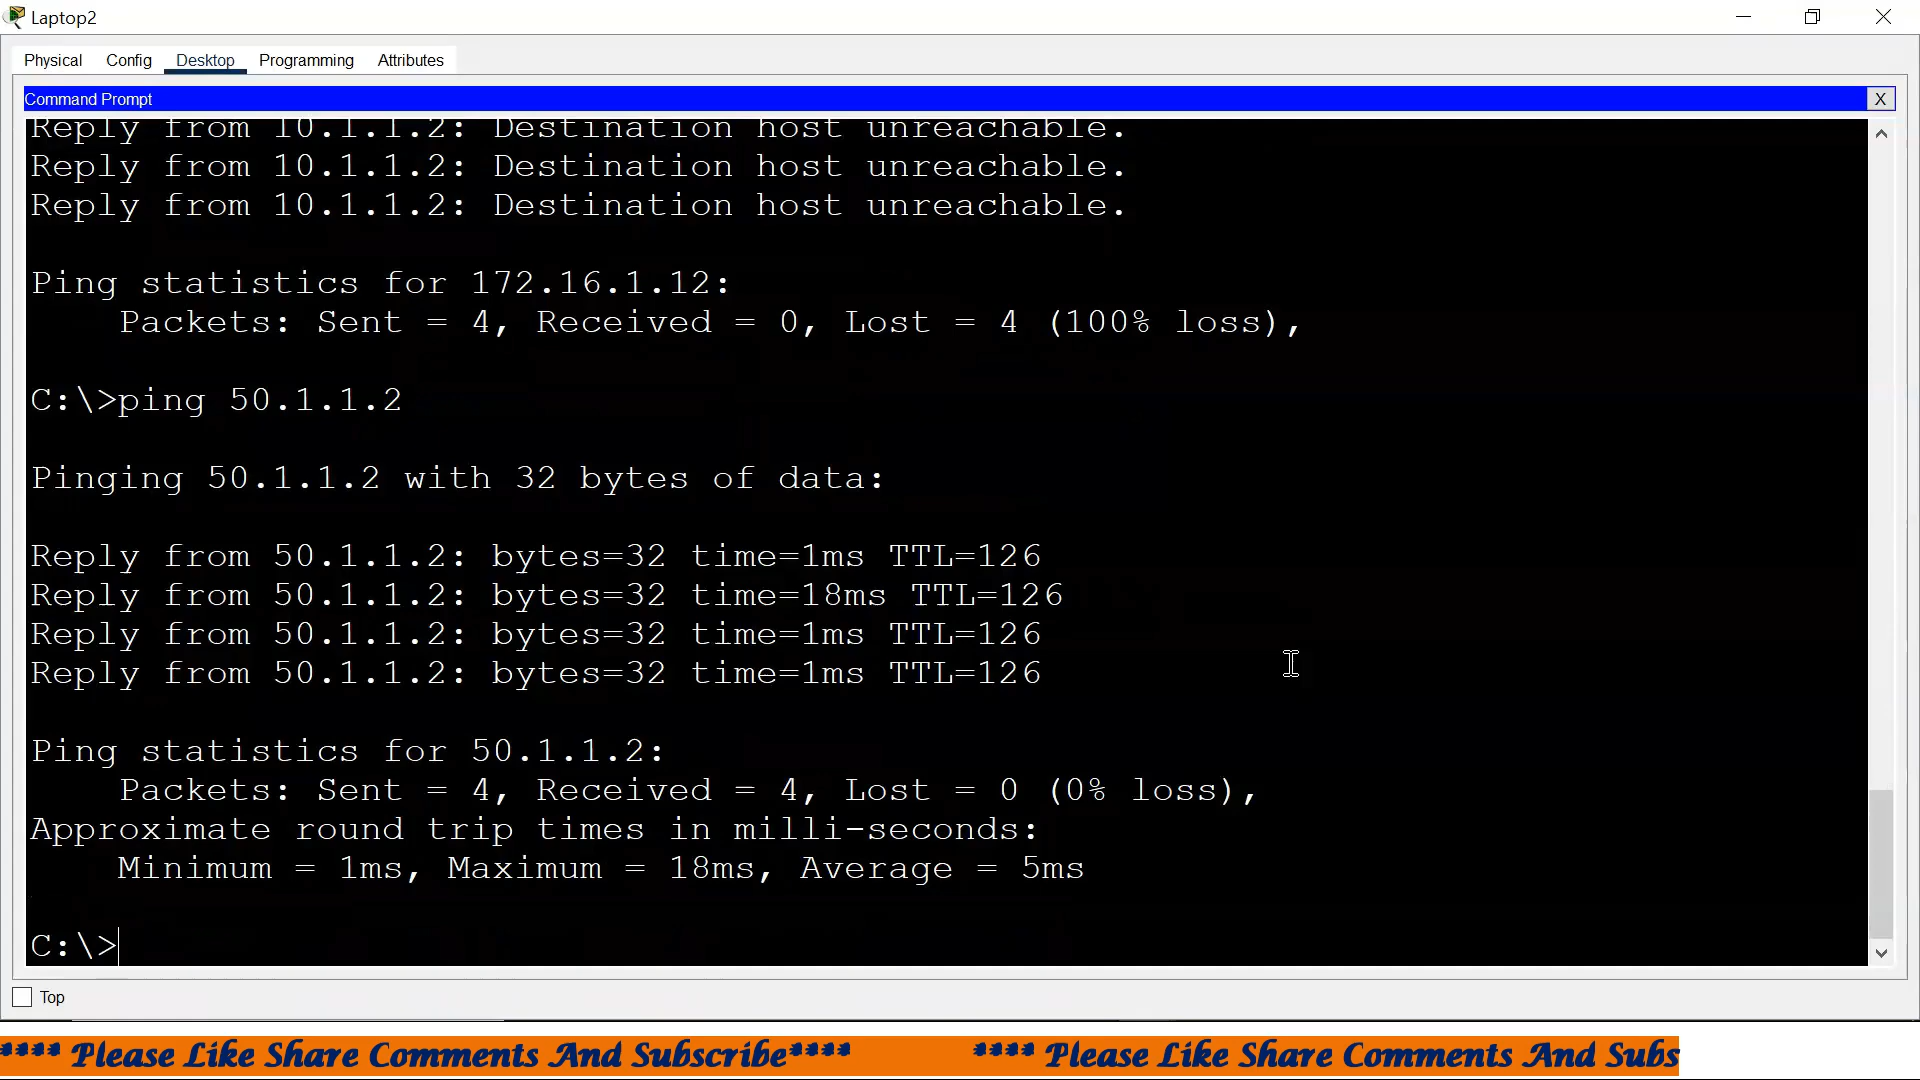 Laptop2
Physical Config Desktop Programming Attributes
Command Prompt X
Reply from 10.1.1.2: Destination host unreachable.
Reply from 10.1.1.2: Destination host unreachable.
Reply from 10.1.1.2: Destination host unreachable.
Ping statistics for 172.16.1.12:
Packets: Sent = 4, Received = 0, Lost = 4 (100% loss),
C:\>ping 50.1.1.2
Pinging 50.1.1.2 with 32 bytes of data:
Reply from 50.1.1.2: bytes=32 time=1ms TTL=126
Reply from 50.1.1.2: bytes=32 time=18ms TTL=126
Reply from 50.1.1.2: bytes=32 time=1ms TTL=126
Reply from 50.1.1.2: bytes=32 time=1ms TTL=126
Ping statistics for 50.1.1.2:
Packets: Sent = 4, Received = 4, Lost = 0 (0% loss),
Approximate round trip times in milli-seconds:
Minimum = 1ms, Maximum = 18ms, Average = 5ms
C:\>
Top
**** Please Like Share Comments And Subscribe**** **** Please Like Share Comments And Subs